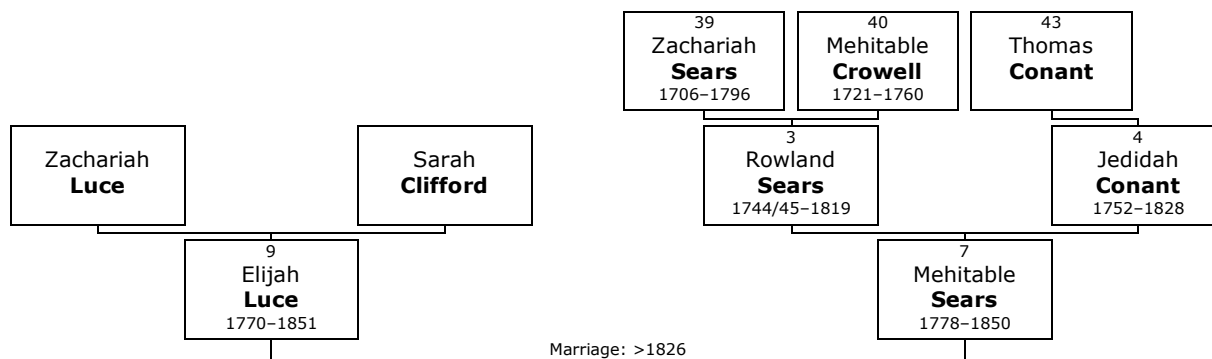 39
Zachariah
Sears
1706–1796
40
Mehitable
Crowell
1721–1760
43
Thomas
Conant
Zachariah
Luce
Sarah
Clifford
3
Rowland
Sears
1744/45–1819
4
Jedidah
Conant
1752–1828
9
Elijah
Luce
1770–1851
7
Mehitable
Sears
1778–1850
Marriage: >1826